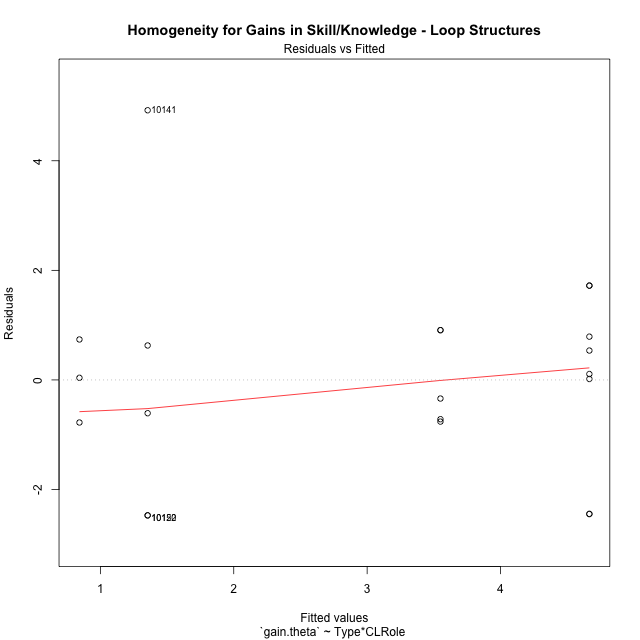 Homogeneity for Gains in Skill/Knowledge - Loop Structures
Residuals vs Fitted
10141
4
2
0
-2
Residuals
1 2 3 4
Fitted values
`gain.theta` ~ Type*CLRole